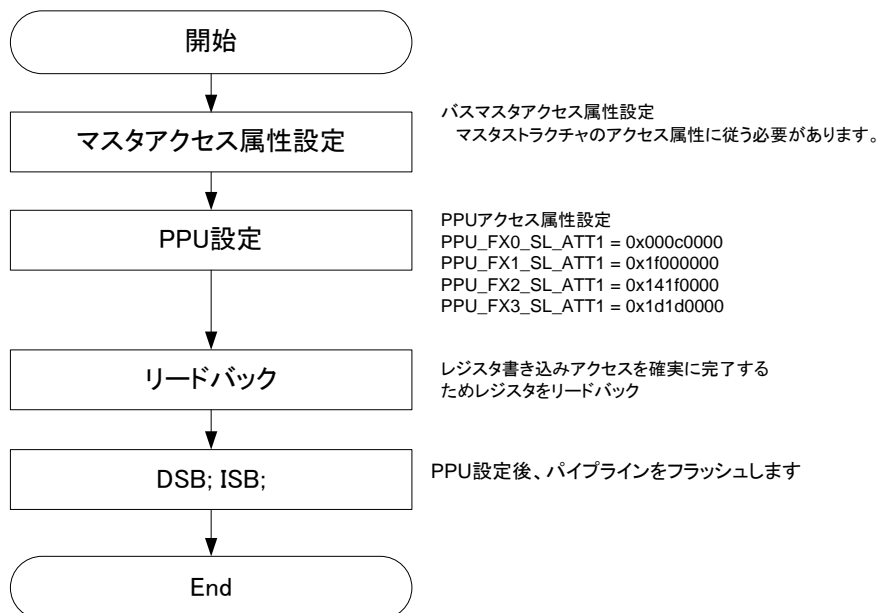 開始
マスタアクセス属性設定
バスマスタアクセス属性設定
マスタストラクチャのアクセス属性に従う必要があります。
PPU設定
PPUアクセス属性設定
PPU_FX0_SL_ATT1 = 0x000c0000
PPU_FX1_SL_ATT1 = 0x1f000000
PPU_FX2_SL_ATT1 = 0x141f0000
PPU_FX3_SL_ATT1 = 0x1d1d0000
リードバック
レジスタ書き込みアクセスを確実に完了する
ためレジスタをリードバック
DSB; ISB;
PPU設定後、パイプラインをフラッシュします
End